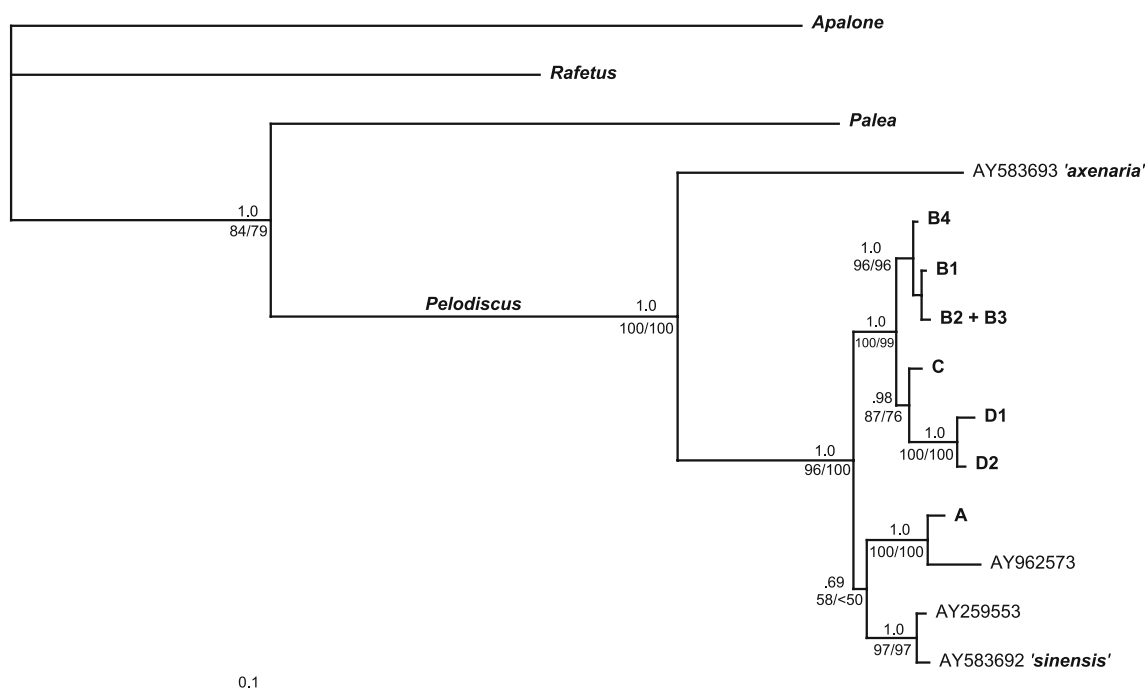 Apalone
Rafetus
Palea
AY583693 'axenaria'
1.0
84/79
B4
1.0
96/96
B1
Pelodiscus
1.0
100/100
B2 + B3
1.0
100/99
C
.98
87/76
D1
1.0
100/100
D2
1.0
96/100
A
1.0
100/100
AY962573
.69
58/<50
AY259553
1.0
97/97
AY583692 'sinensis'
0.1